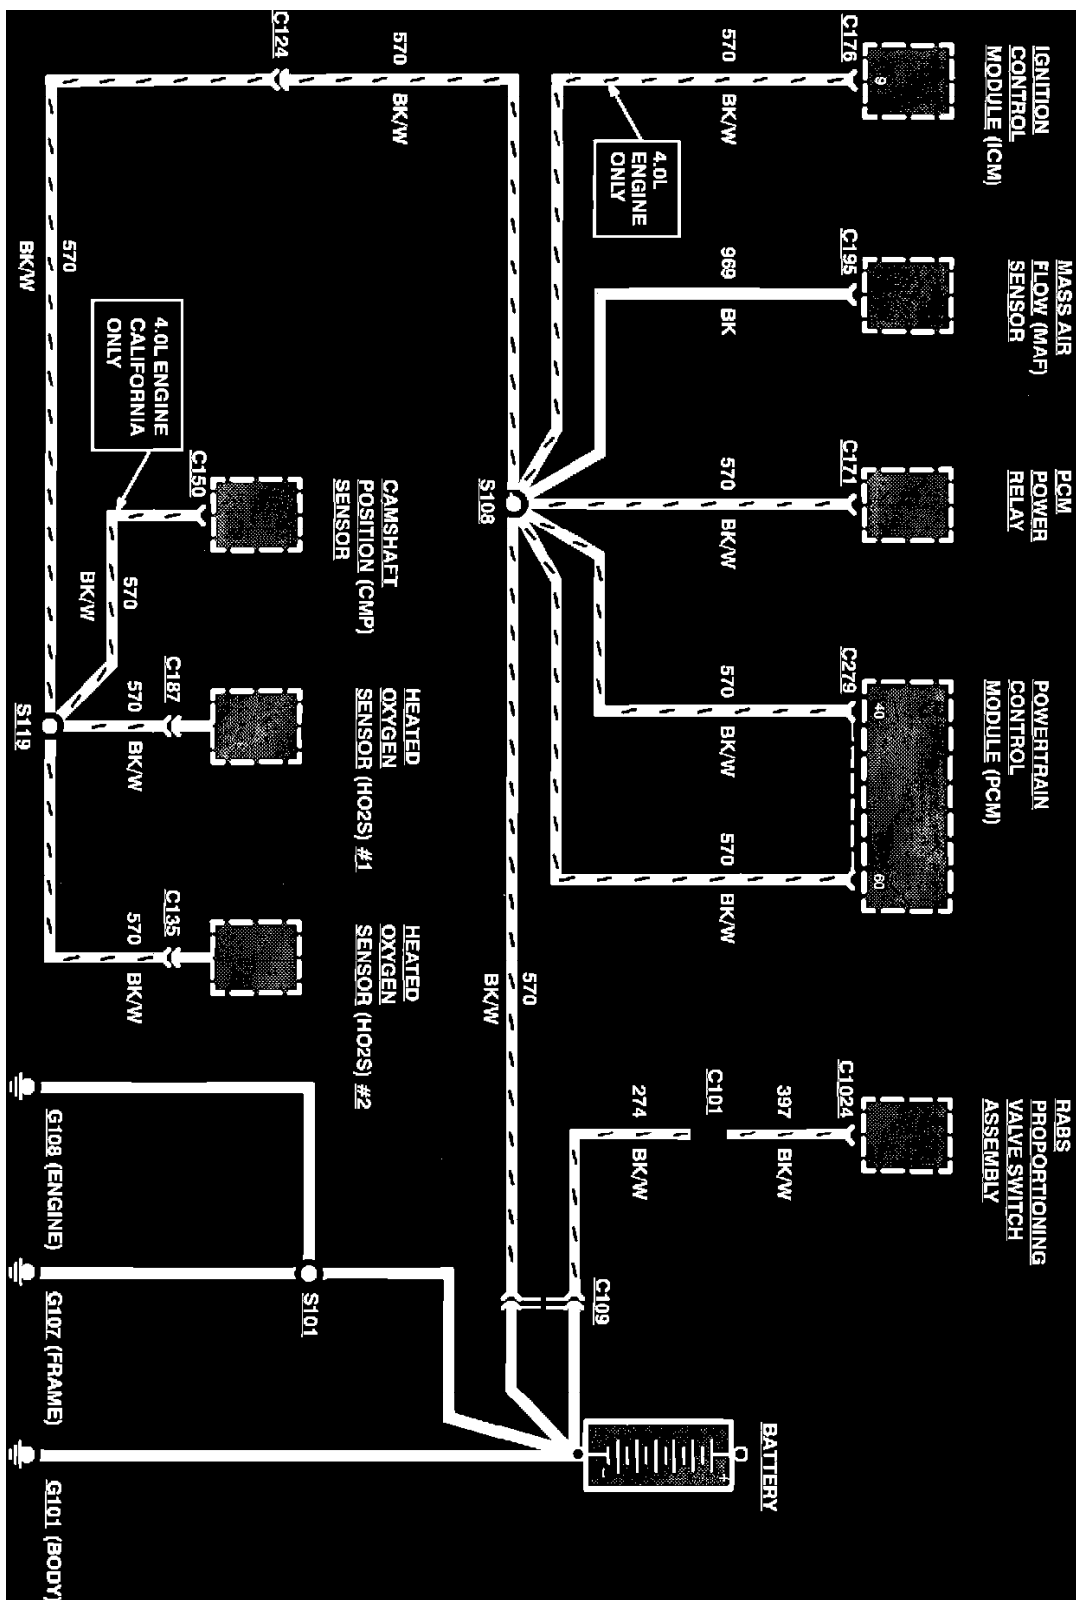 IGNITION
CONTROL
MODULE (ICM)
C176
9
570
BK/W
4.0L
ENGINE
ONLY
MASS AIR
FLOW (MAF)
SENSOR
C195
969
BK
PCM
POWER
RELAY
C171
570
BK/W
POWERTRAIN
CONTROL
MODULE (PCM)
C279
40
60
570
BK/W
570
BK/W
RABS
PROPORTIONING
VALVE SWITCH
ASSEMBLY
C1024
397
BK/W
C101
274
BK/W
C124
570
BK/W
S108
570
BK/W
C109
BATTERY
+
-
570
BK/W
4.0L ENGINE
CALIFORNIA
ONLY
C150
CAMSHAFT
POSITION (CMP)
SENSOR
570
BK/W
HEATED
OXYGEN
SENSOR (HO2S) #1
C187
570
BK/W
S119
HEATED
OXYGEN
SENSOR (HO2S) #2
C135
570
BK/W
S101
G108 (ENGINE)
G107 (FRAME)
G101 (BODY)